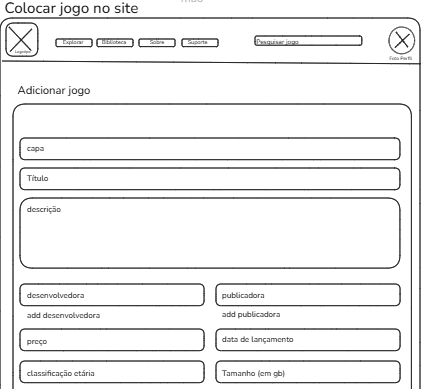 Colocar jogo no site
Logotipo
Explorar
Biblioteca
Sobre
Suporte
Pesquisar jogo
Foto Perfil
Adicionar jogo
capa
Título
descrição
desenvolvedora
publicadora
add desenvolvedora
add publicadora
preço
data de lançamento
classificação etária
Tamanho (em gb)